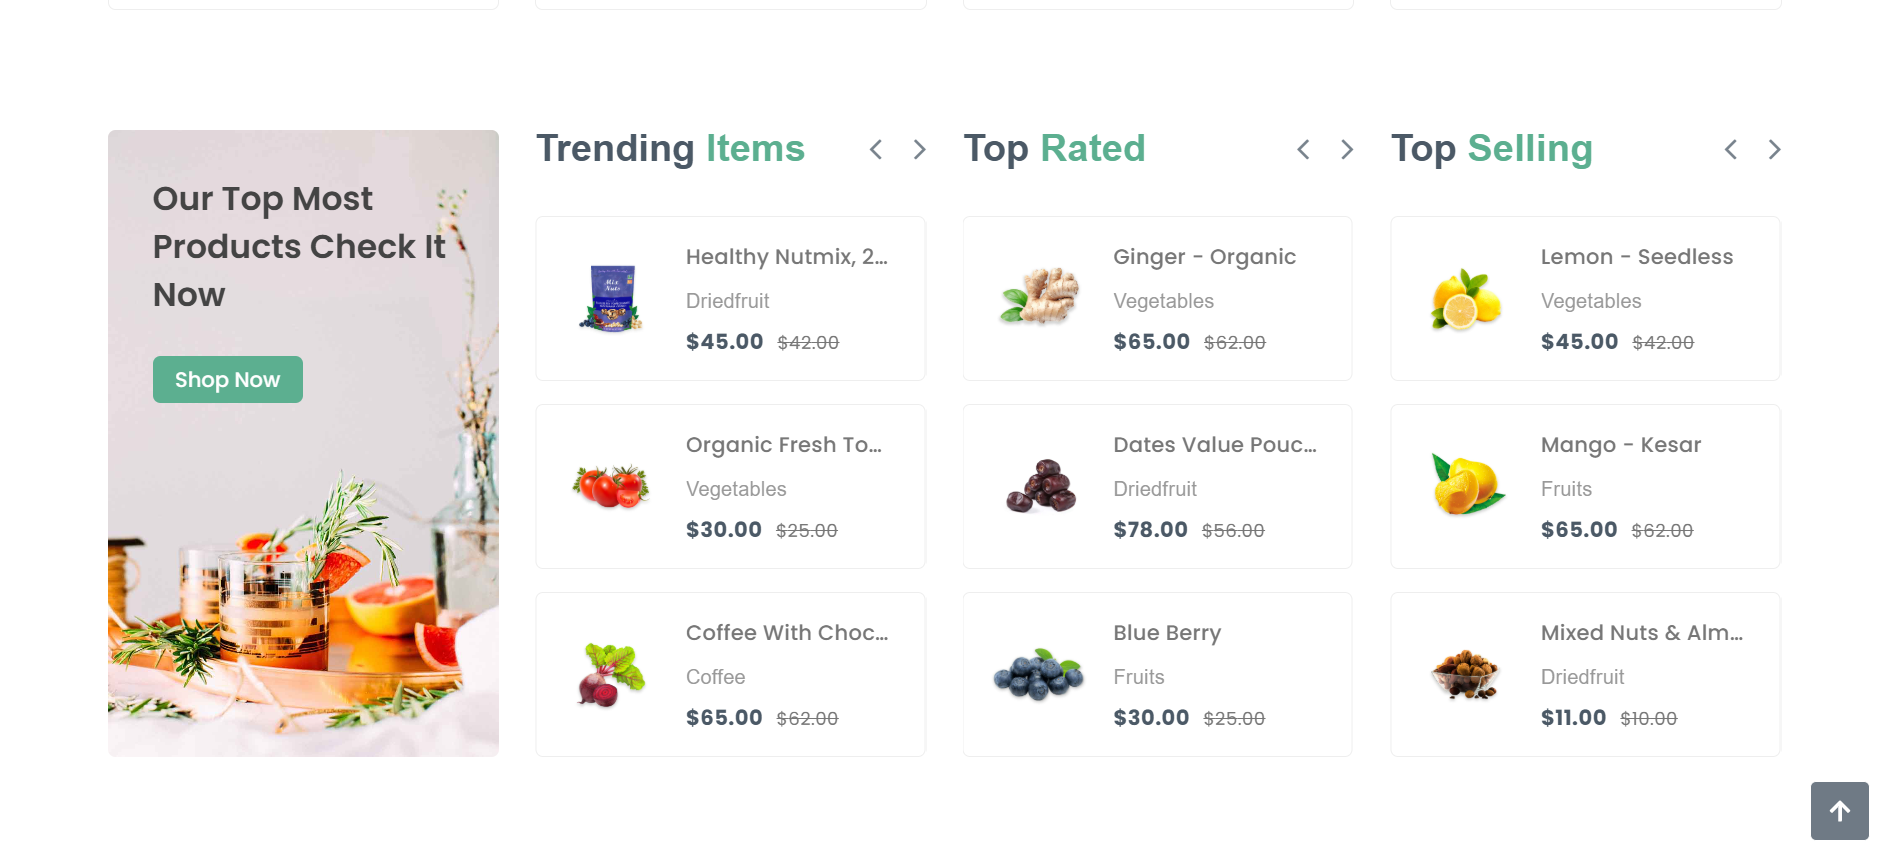 Our Top Most
Products Check It
Now
Shop Now
Trending Items
Healthy Nutmix, 2...
Driedfruit
$45.00 $42.00
Organic Fresh To...
Vegetables
$30.00 $25.00
Coffee With Choc...
Coffee
$65.00 $62.00
Top Rated
Ginger - Organic
Vegetables
$65.00 $62.00
Dates Value Pouc...
Driedfruit
$78.00 $56.00
Blue Berry
Fruits
$30.00 $25.00
Top Selling
Lemon - Seedless
Vegetables
$45.00 $42.00
Mango - Kesar
Fruits
$65.00 $62.00
Mixed Nuts & Alm...
Driedfruit
$11.00 $10.00
Mix
Nuts